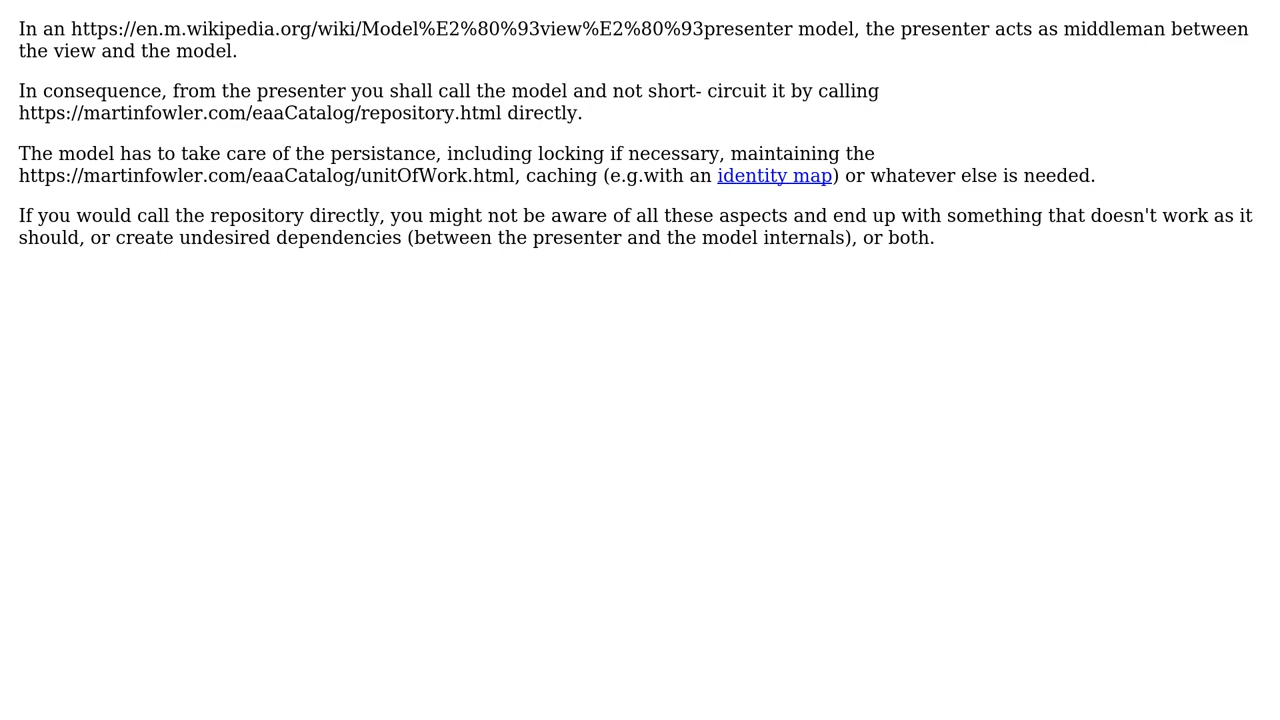 In an https://en.m.wikipedia.org/wiki/Model%E2%80%93view%E2%80%93presenter model, the presenter acts as middleman between
the view and the model.
In consequence, from the presenter you shall call the model and not short- circuit it by calling
https://martinfowler.com/eaaCatalog/repository.html directly.
The model has to take care of the persistance, including locking if necessary, maintaining the
https://martinfowler.com/eaaCatalog/unitOfWork.html, caching (e.g.with an identity map) or whatever else is needed.
If you would call the repository directly, you might not be aware of all these aspects and end up with something that doesn't work as it
should, or create undesired dependencies (between the presenter and the model internals), or both.